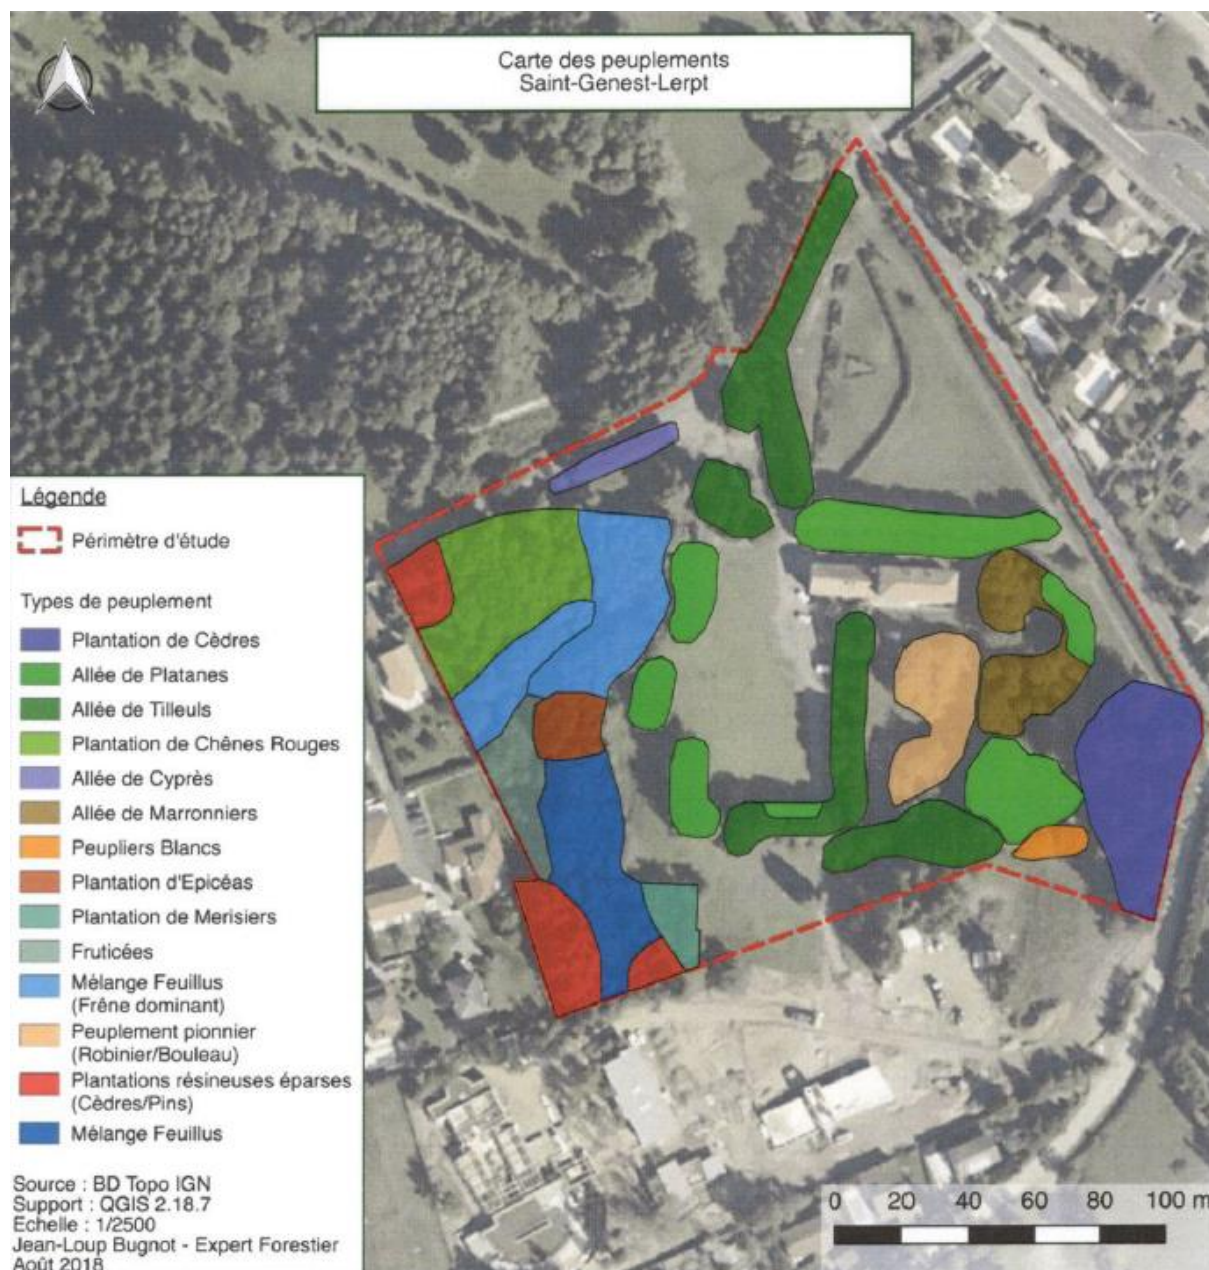 Carte des peuplements
Saint-Genest-Lerpt
Légende
Périmètre d'étude
Types de peuplement
Plantation de Cèdres
Allée de Platanes
Allée de Tilleuls
Plantation de Chênes Rouges
Allée de Cyprès
Allée de Marronniers
Peupliers Blancs
Plantation d'Epicéas
Plantation de Merisiers
Fruticées
Mélange Feuillus
(Frêne dominant)
Peuplement pionnier
(Robinier/Bouleau)
Plantations résineuses éparses
(Cèdres/Pins)
Mélange Feuillus
Source : BD Topo IGN
Support : QGIS 2.18.7
Echelle : 1/2500
Jean-Loup Bugnot - Expert Forestier
Août 2018
0 20 40 60 80 100 m